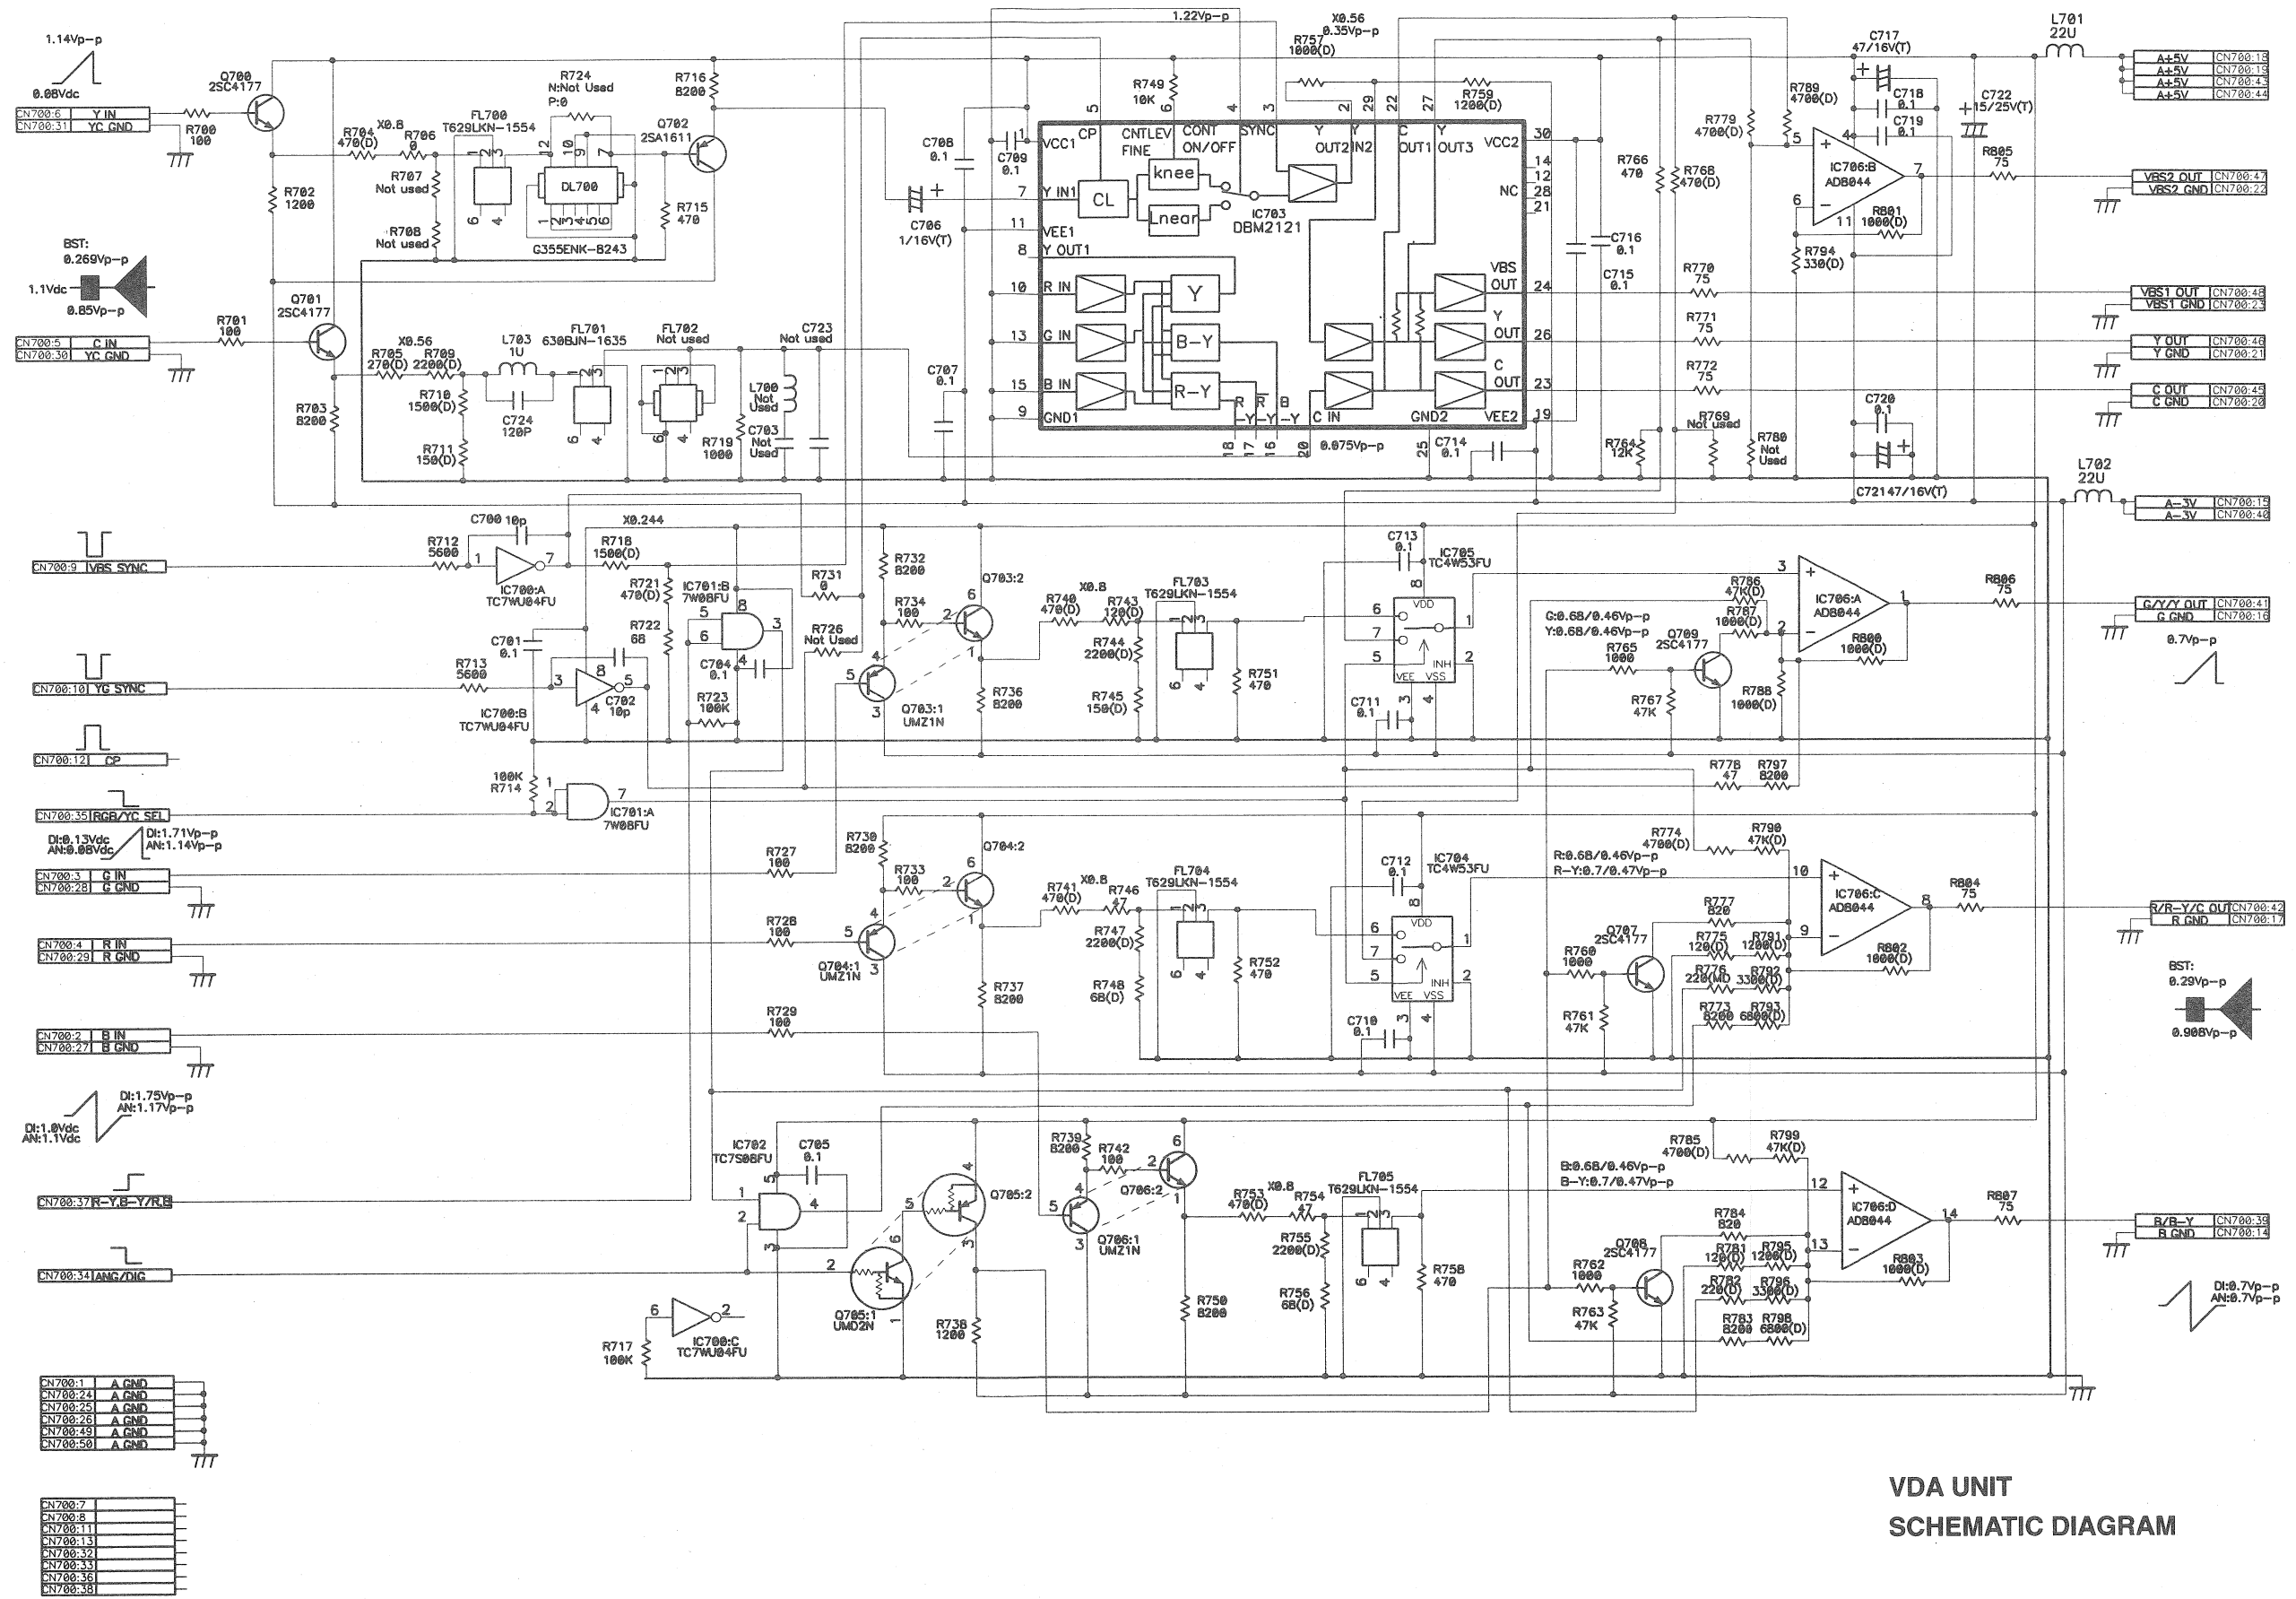 1.14Vp-p
0.08Vdc
CN700:6 Y IN
CN700:31 YC GND
R700
100
Q700
2SC4177
R702
1200
X0.8
R704
470(D)
R706
0
R707
Not used
R708
Not used
FL700
T629LKN-1554
R724
N:Not Used
P:0
DL700
G355ENK-8243
Q702
2SA1611
R716
8200
R715
470
BST:
0.269Vp-p
1.1Vdc
0.85Vp-p
CN700:5 C IN
CN700:30 YC GND
R701
100
Q701
2SC4177
R703
8200
X0.56
R705
270(D)
R709
2200(D)
R710
1500(D)
R711
150(D)
L703
1U
C724
120P
FL701
630BJN-1635
FL702
Not used
R719
1000
L700
Not
Used
C703
Not
Used
C723
Not used
C708
0.1
C709
0.1
C706
1/16V(T)
C707
0.1
1.22Vp-p
R749
10K
X0.56
0.35Vp-p
R757
1000(D)
R759
1200(D)
VCC1
CP
CNTLEV
FINE
CONT
ON/OFF
SYNC
Y
OUT2
Y
IN2
C
OUT1
Y
OUT3
VCC2
NC
Y IN1
CL
knee
Lnear
IC703
DBM2121
VEE1
Y OUT1
R IN
G IN
B IN
GND1
Y
B-Y
R-Y
C IN
GND2
VEE2
VBS
OUT
Y
OUT
C
OUT
0.075Vp-p
C714
0.1
C716
0.1
C715
0.1
R766
470
R768
470(D)
R764
12K
R769
Not used
R780
Not
Used
R779
4700(D)
R789
4700(D)
R770
75
R771
75
R772
75
C717
47/16V(T)
C718
0.1
C719
0.1
C722
15/25V(T)
IC706:B
AD8044
R801
1000(D)
R794
330(D)
R805
75
C720
0.1
C721 47/16V(T)
L701
22U
A+5V CN700:18
A+5V CN700:19
A+5V CN700:43
A+5V CN700:44
VBS2 OUT CN700:47
VBS2 GND CN700:22
VBS1 OUT CN700:48
VBS1 GND CN700:23
Y OUT CN700:46
Y GND CN700:21
C OUT CN700:45
C GND CN700:20
L702
22U
A-3V CN700:15
A-3V CN700:40
CN700:9 VBS SYNC
R712
5600
C700 10p
IC700:A
TC7WU04FU
X0.244
R718
1500(D)
R721
470(D)
R722
68
C701
0.1
CN700:10 YG SYNC
R713
5600
IC700:B
TC7WU04FU
C702
10p
IC701:B
7W08FU
C704
0.1
R723
100K
R731
0
R726
Not Used
CN700:12 CP
CN700:35 RGB/YC SEL
100K
R714
IC701:A
7W08FU
R732
8200
R734
100
Q703:2
Q703:1
UMZ1N
R736
8200
X0.8
R740
470(D)
R743
120(D)
R744
2200(D)
R745
150(D)
FL703
T629LKN-1554
R751
470
C713
0.1
IC705
TC4W53FU
VDD
INH
VEE VSS
C711
0.1
G:0.68/0.46Vp-p
Y:0.68/0.46Vp-p
R765
1000
R767
47K
Q709
2SC4177
R786
47K(D)
R787
1000(D)
R788
1000(D)
IC706:A
AD8044
R800
1000(D)
R806
75
G/Y/Y OUT CN700:41
G GND CN700:16
0.7Vp-p
R778
47
R797
8200
DI:0.13Vdc
AN:0.08Vdc
DI:1.71Vp-p
AN:1.14Vp-p
CN700:3 G IN
CN700:28 G GND
R727
100
CN700:4 R IN
CN700:29 R GND
R728
100
CN700:2 B IN
CN700:27 B GND
R729
100
R730
8200
R733
100
Q704:2
Q704:1
UMZ1N
R737
8200
X0.8
R741
470(D)
R746
47
R747
2200(D)
R748
68(D)
FL704
T629LKN-1554
R752
470
C712
0.1
IC704
TC4W53FU
VDD
INH
VEE VSS
C710
0.1
R:0.68/0.46Vp-p
R-Y:0.7/0.47Vp-p
R774
4700(D)
R790
47K(D)
R777
820
R775
120(D)
R791
1200(D)
R776
220(MD
R792
3300(D)
R773
8200
R793
6800(D)
R760
1000
R761
47K
Q707
2SC4177
IC706:C
AD8044
R802
1000(D)
R804
75
R/R-Y/C OUT CN700:42
R GND CN700:17
BST:
0.29Vp-p
0.908Vp-p
DI:1.75Vp-p
AN:1.17Vp-p
DI:1.0Vdc
AN:1.1Vdc
CN700:37 R-Y,B-Y/R,B
CN700:34 ANG/DIG
IC702
TC7S08FU
C705
0.1
Q705:2
Q705:1
UMD2N
R738
1200
R717
100K
IC700:C
TC7WU04FU
R739
8200
R742
100
Q706:2
Q706:1
UMZ1N
R750
8200
X0.8
R753
470(D)
R754
47
R755
2200(D)
R756
68(D)
FL705
T629LKN-1554
R758
470
B:0.68/0.46Vp-p
B-Y:0.7/0.47Vp-p
R785
4700(D)
R799
47K(D)
R784
820
R781
120(D)
R795
1200(D)
R782
220(D)
R796
3300(D)
R783
8200
R798
6800(D)
R762
1000
R763
47K
Q708
2SC4177
IC706:D
AD8044
R803
1000(D)
R807
75
B/B-Y CN700:39
B GND CN700:14
DI:0.7Vp-p
AN:0.7Vp-p
CN700:1 A GND
CN700:24 A GND
CN700:25 A GND
CN700:26 A GND
CN700:49 A GND
CN700:50 A GND
CN700:7
CN700:8
CN700:11
CN700:13
CN700:32
CN700:33
CN700:36
CN700:38
VDA UNIT
SCHEMATIC DIAGRAM